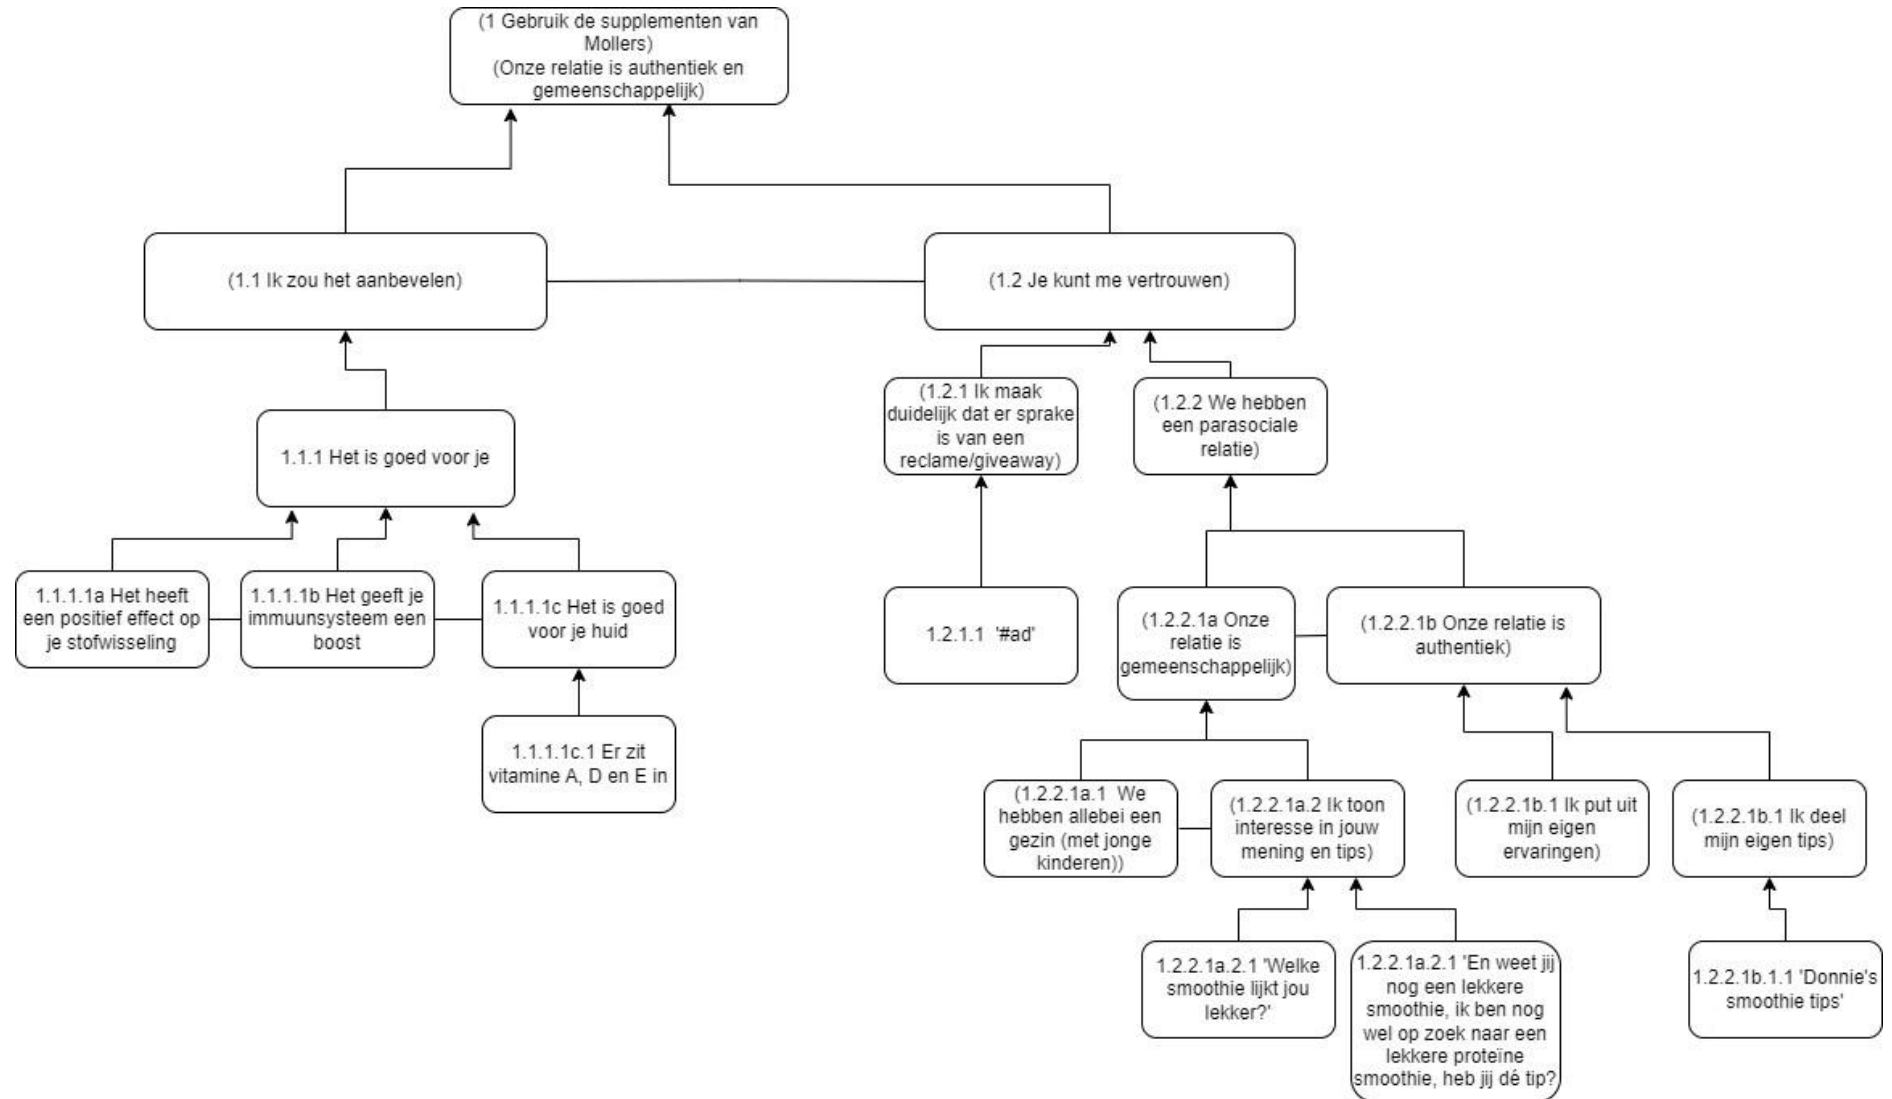 (1 Gebruik de supplementen van
Mollers)
(Onze relatie is authentiek en
gemeenschappelijk)
(1.1 Ik zou het aanbevelen)
(1.2 Je kunt me vertrouwen)
1.1.1 Het is goed voor je
(1.2.1 Ik maak
duidelijk dat er sprake
is van een
reclame/giveaway)
(1.2.2 We hebben
een parasociale
relatie)
1.1.1.1a Het heeft
een positief effect op
je stofwisseling
1.1.1.1b Het geeft je
immuunsysteem een
boost
1.1.1.1c Het is goed
voor je huid
1.2.1.1 '#ad'
(1.2.2.1a Onze
relatie is
gemeenschappelijk)
(1.2.2.1b Onze relatie is
authentiek)
1.1.1.1c.1 Er zit
vitamine A, D en E in
(1.2.2.1a.1 We
hebben allebei een
gezin (met jonge
kinderen))
(1.2.2.1a.2 Ik toon
interesse in jouw
mening en tips)
(1.2.2.1b.1 Ik put uit
mijn eigen
ervaringen)
(1.2.2.1b.1 Ik deel
mijn eigen tips)
1.2.2.1a.2.1 'Welke
smoothie lijkt jou
lekker?'
1.2.2.1a.2.1 'En weet jij
nog een lekkere
smoothie, ik ben nog
wel op zoek naar een
lekkere proteïne
smoothie, heb jij dé tip?
1.2.2.1b.1.1 'Donnie's
smoothie tips'